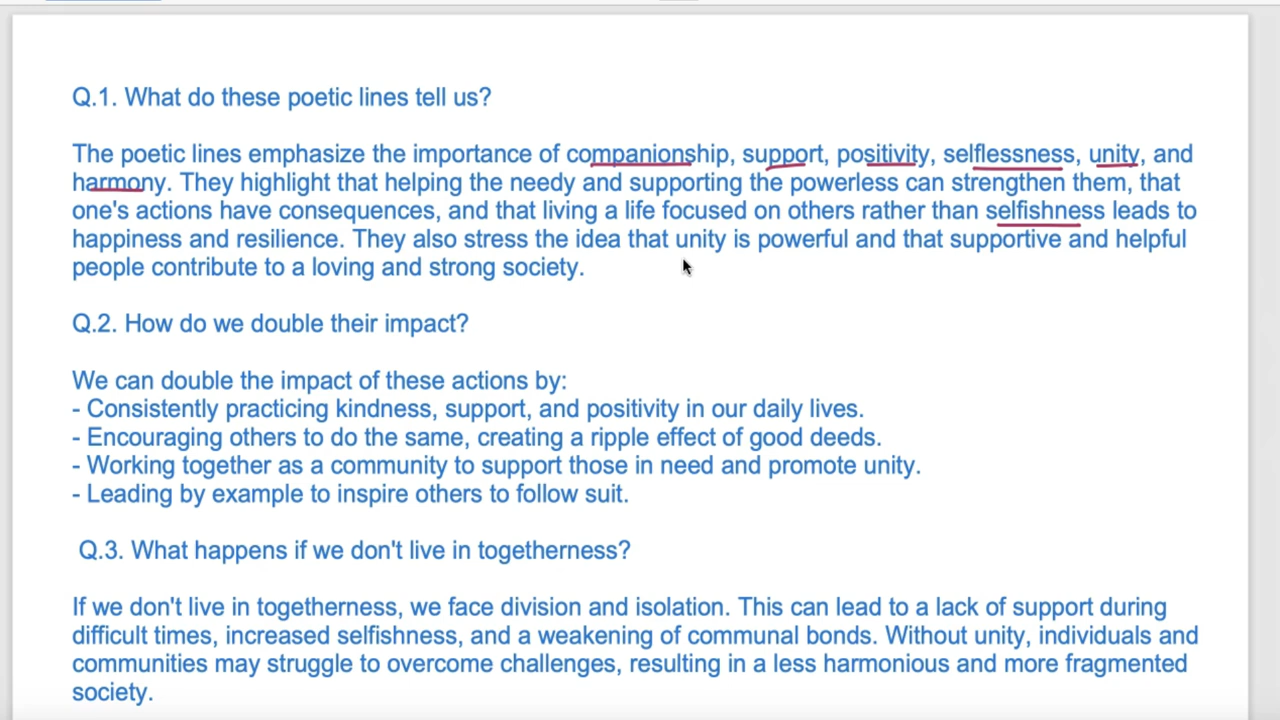 Q.1. What do these poetic lines tell us?
The poetic lines emphasize the importance of companionship, support, positivity, selflessness, unity, and
harmony. They highlight that helping the needy and supporting the powerless can strengthen them, that
one's actions have consequences, and that living a life focused on others rather than selfishness leads to
happiness and resilience. They also stress the idea that unity is powerful and that supportive and helpful
people contribute to a loving and strong society.
Q.2. How do we double their impact?
We can double the impact of these actions by:
- Consistently practicing kindness, support, and positivity in our daily lives.
- Encouraging others to do the same, creating a ripple effect of good deeds.
- Working together as a community to support those in need and promote unity.
- Leading by example to inspire others to follow suit.
Q.3. What happens if we don't live in togetherness?
If we don't live in togetherness, we face division and isolation. This can lead to a lack of support during
difficult times, increased selfishness, and a weakening of communal bonds. Without unity, individuals and
communities may struggle to overcome challenges, resulting in a less harmonious and more fragmented
society.